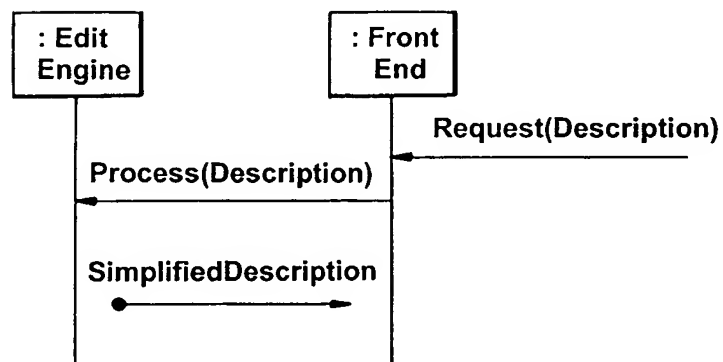 : Edit
Engine
: Front
End
Request(Description)
Process(Description)
SimplifiedDescription